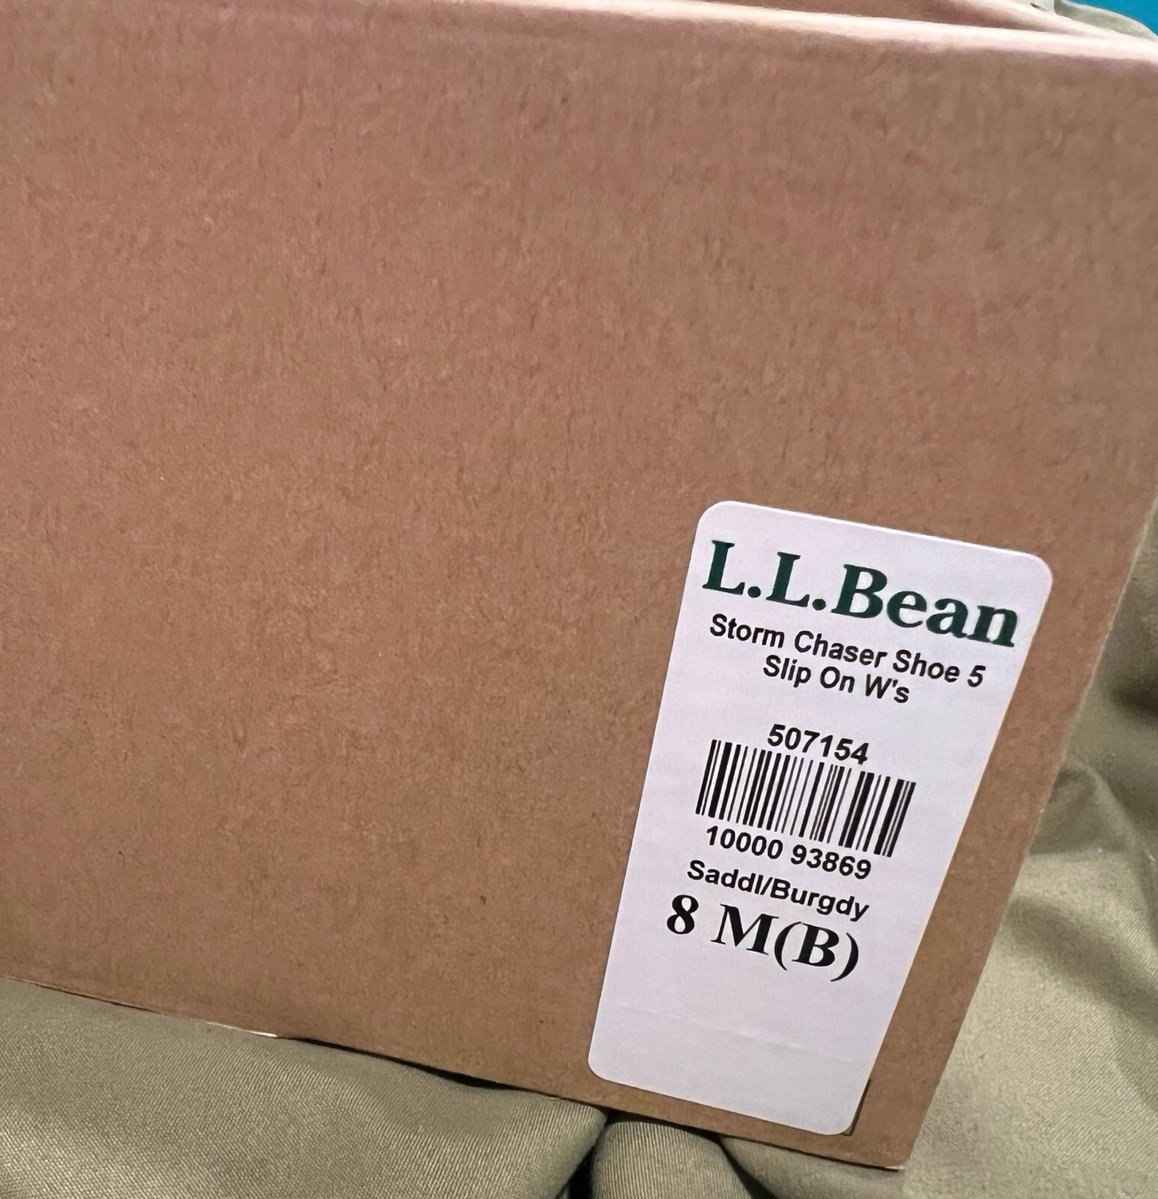 L.L.Bean
Storm Chaser Shoe 5
Slip On W's
507154
10000 93869
Saddl/Burgdy
8 M(B)